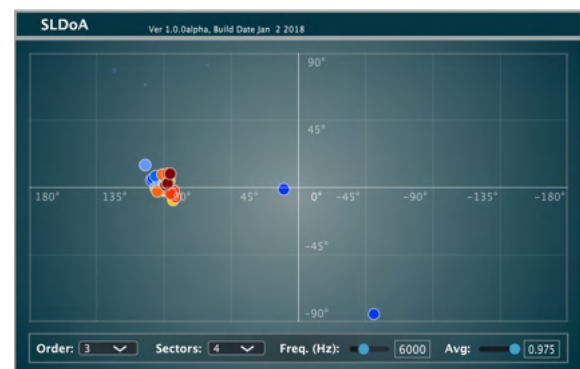 SLDoA Ver 1.0.0alpha, Build Date Jan 2 2018
90°
45°
180° 135° 90° 45° 0° -45° -90° -135° -180°
-45°
-90°
Order: 3 Sectors: 4 Freq. (Hz): 6000 Avg: 0.975